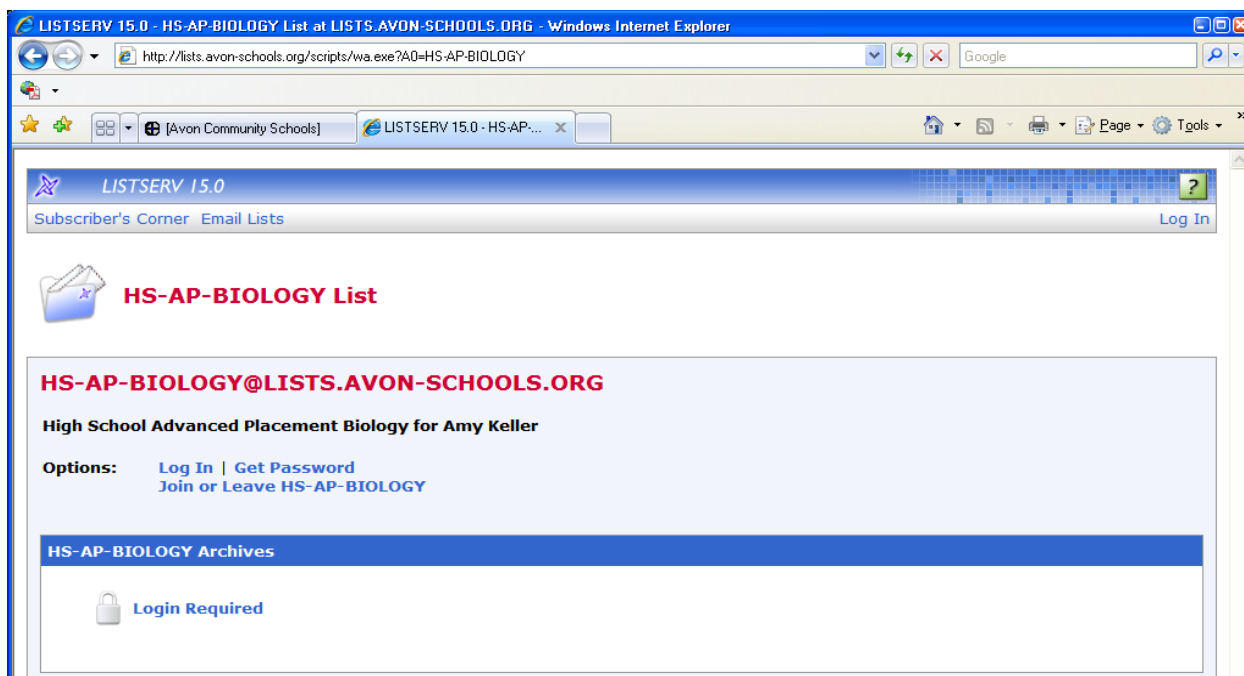 LISTSERV 15.0 - HS-AP-BIOLOGY List at LISTS.AVON-SCHOOLS.ORG - Windows Internet Explorer
http://lists.avon-schools.org/scripts/wa.exe?A0=HS-AP-BIOLOGY
Google
[Avon Community Schools]
LISTSERV 15.0 - HS-AP-...
Page
Tools
»
LISTSERV 15.0
?
Subscriber's Corner Email Lists
Log In
HS-AP-BIOLOGY List
HS-AP-BIOLOGY@LISTS.AVON-SCHOOLS.ORG
High School Advanced Placement Biology for Amy Keller
Options: Log In | Get Password
Join or Leave HS-AP-BIOLOGY
HS-AP-BIOLOGY Archives
Login Required